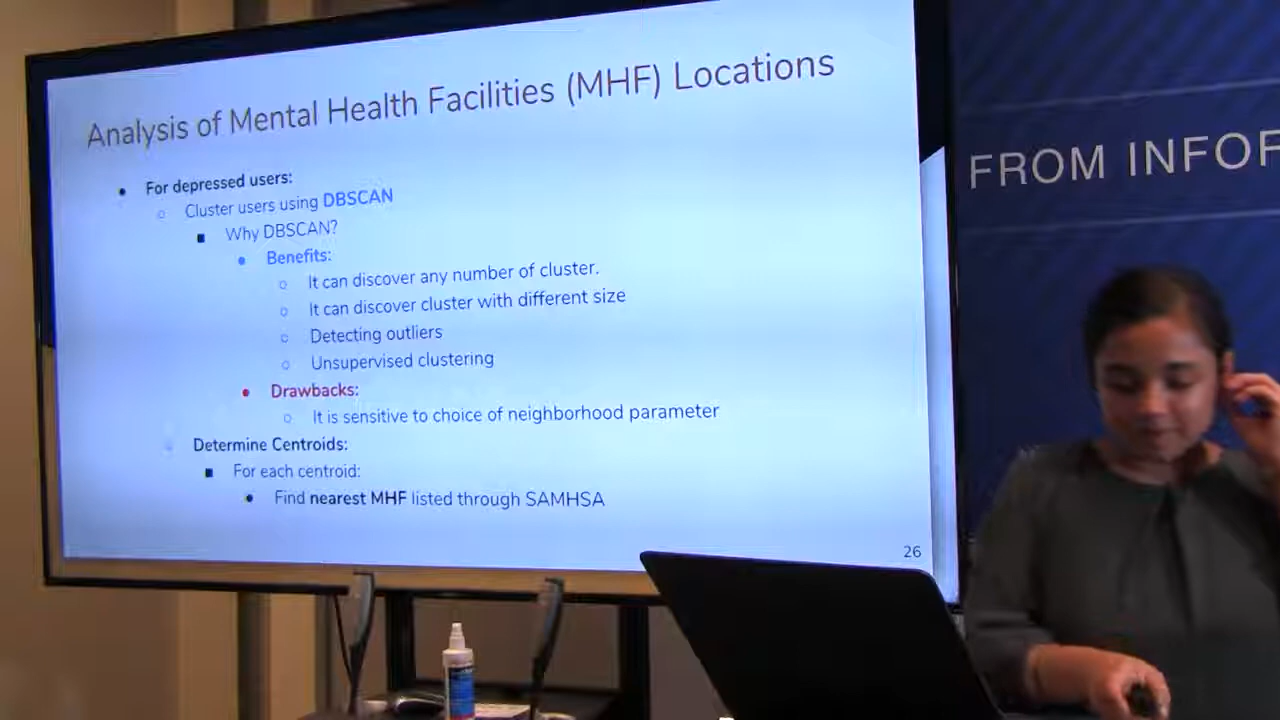 Analysis of Mental Health Facilities (MHF) Locations
For depressed users:
Cluster users using DBSCAN
Why DBSCAN?
Benefits:
It can discover any number of cluster.
It can discover cluster with different size
Detecting outliers
Unsupervised clustering
Drawbacks:
It is sensitive to choice of neighborhood parameter
Determine Centroids:
For each centroid:
Find nearest MHF listed through SAMHSA
26
FROM INFOR